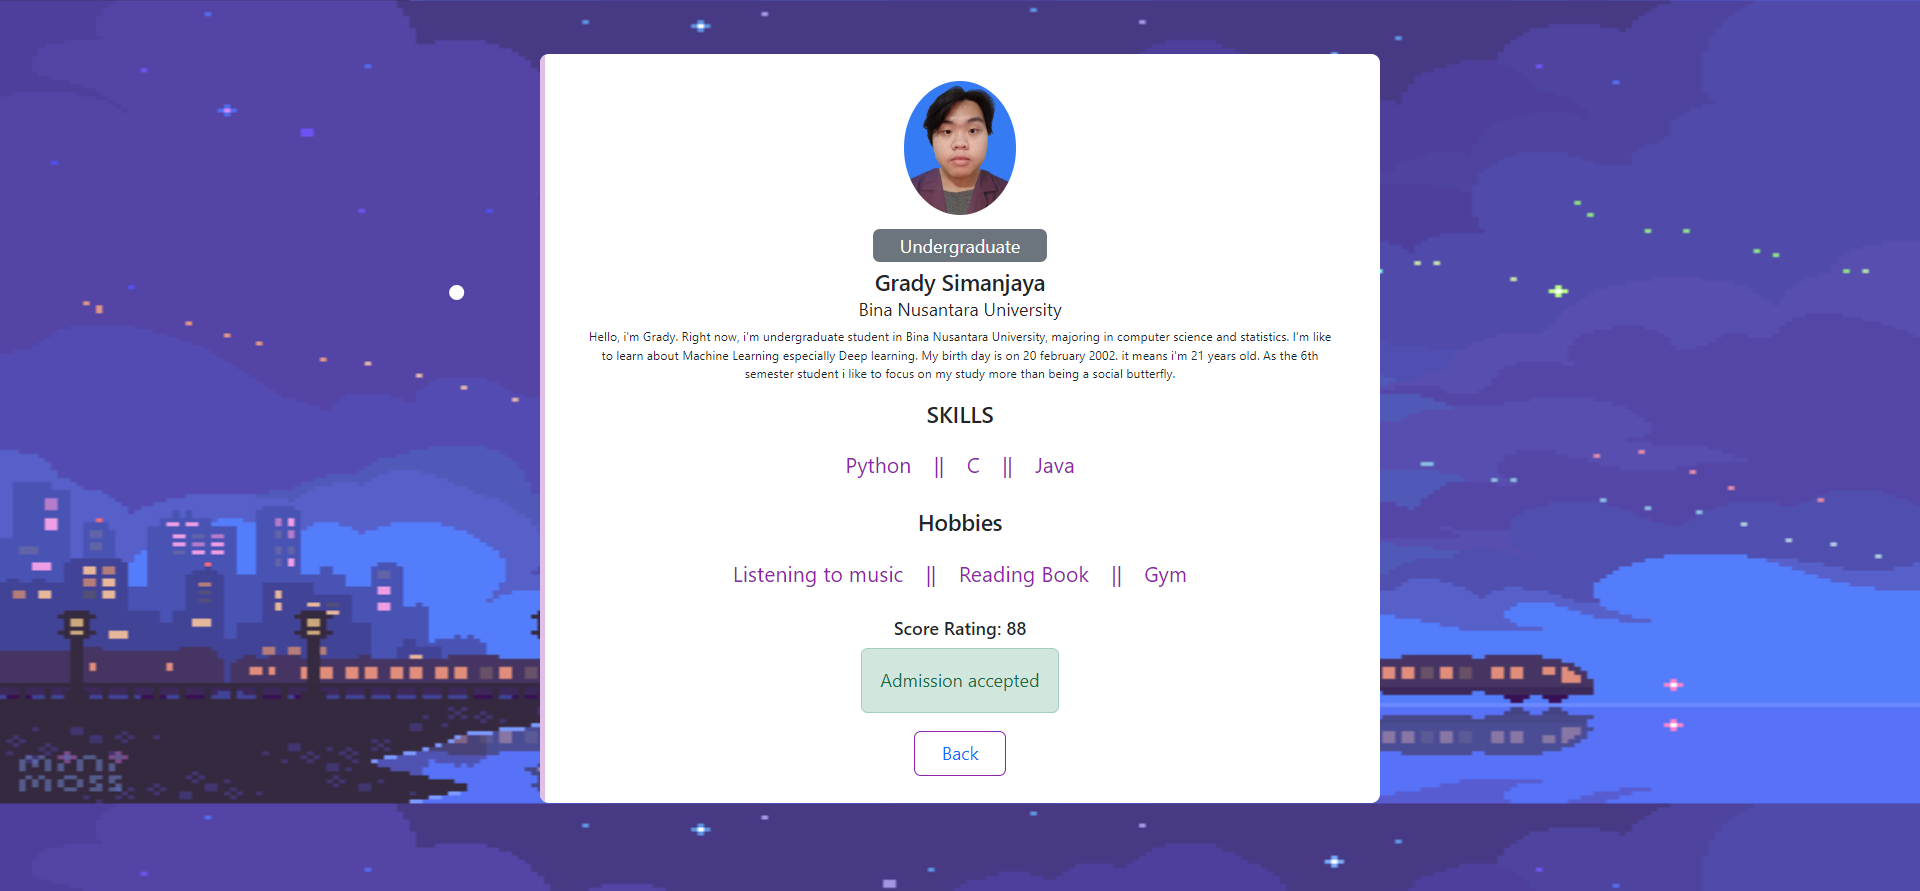 Undergraduate
Grady Simanjaya
Bina Nusantara University
Hello, i'm Grady. Right now, i'm undergraduate student in Bina Nusantara University, majoring in computer science and statistics. I'm like
to learn about Machine Learning especially Deep learning. My birth day is on 20 february 2002. it means i'm 21 years old. As the 6th
semester student i like to focus on my study more than being a social butterfly.
SKILLS
Python || C || Java
Hobbies
Listening to music || Reading Book || Gym
Score Rating: 88
Admission accepted
Back
MOSS